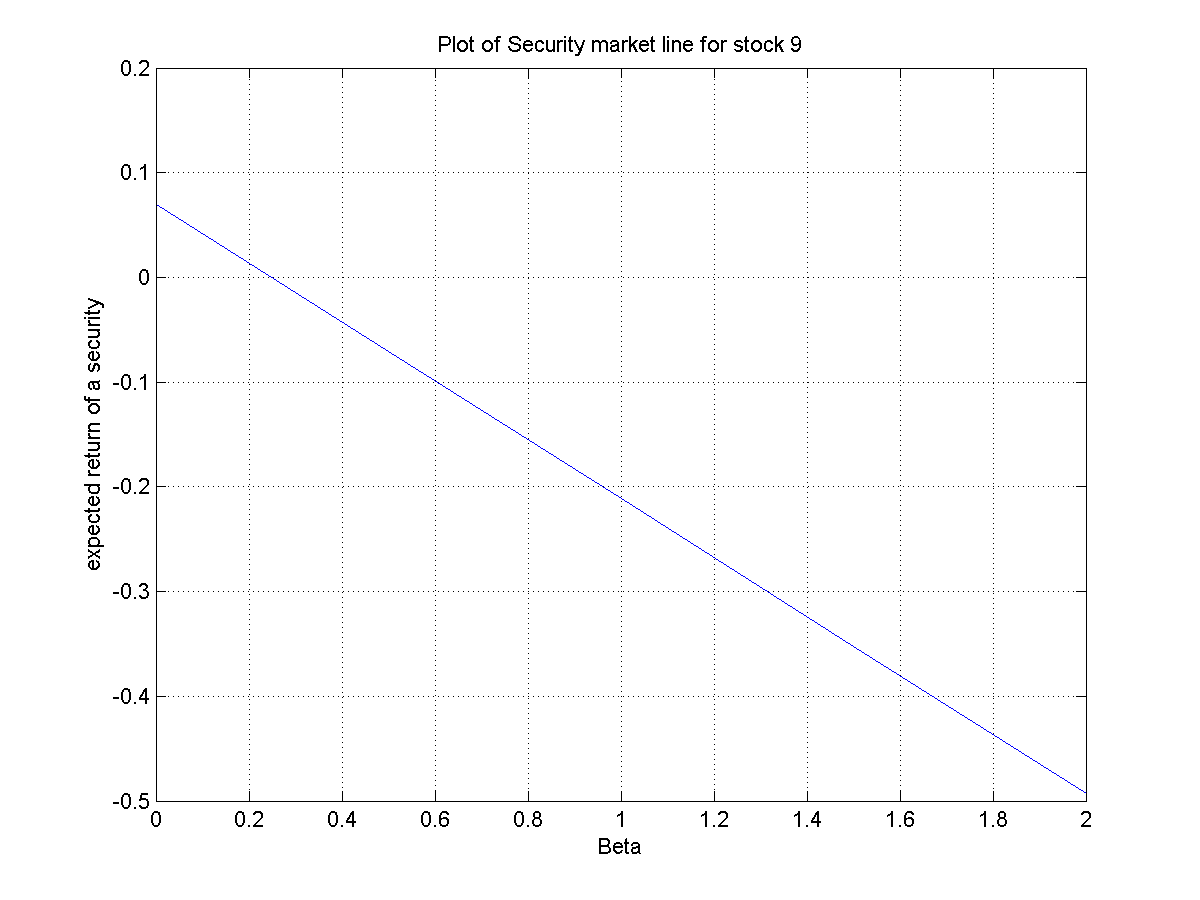 Plot of Security market line for stock 9
0.2
0.1
0
-0.1
-0.2
-0.3
-0.4
-0.5
expected return of a security
0 0.2 0.4 0.6 0.8 1 1.2 1.4 1.6 1.8 2
Beta